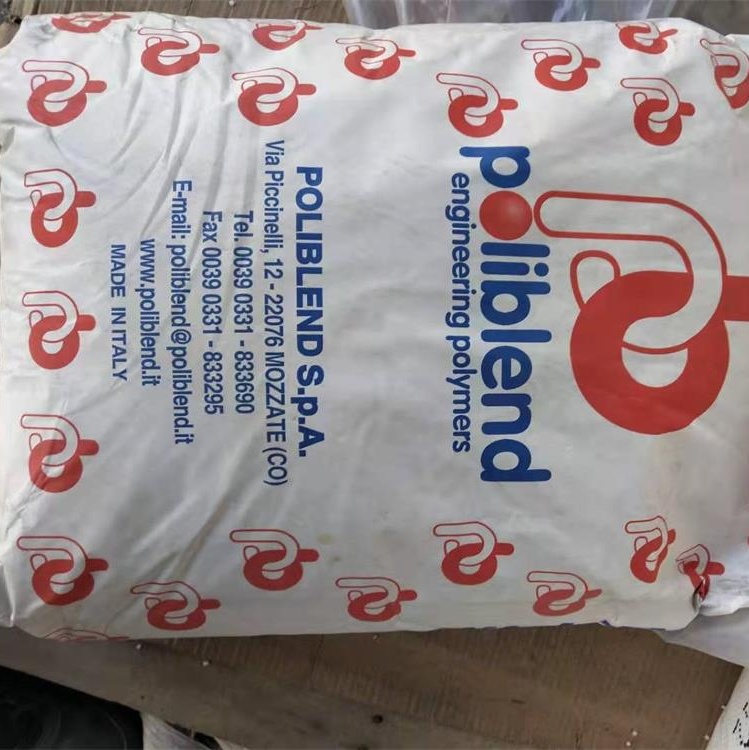 poliblend
engineering polymers
POLIBLEND S.p.A.
Via Piccinelli, 12 - 22076 MOZZATE (CO)
Tel. 0039 0331 - 833690
Fax 0039 0331 - 833295
E-mail: poliblend@poliblend.it
www.poliblend.it
MADE IN ITALY